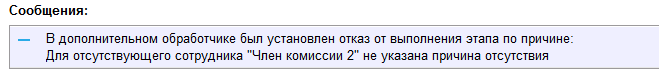 Сообщения:
В дополнительном обработчике был установлен отказ от выполнения этапа по причине:
Для отсутствующего сотрудника "Член комиссии 2" не указана причина отсутствия